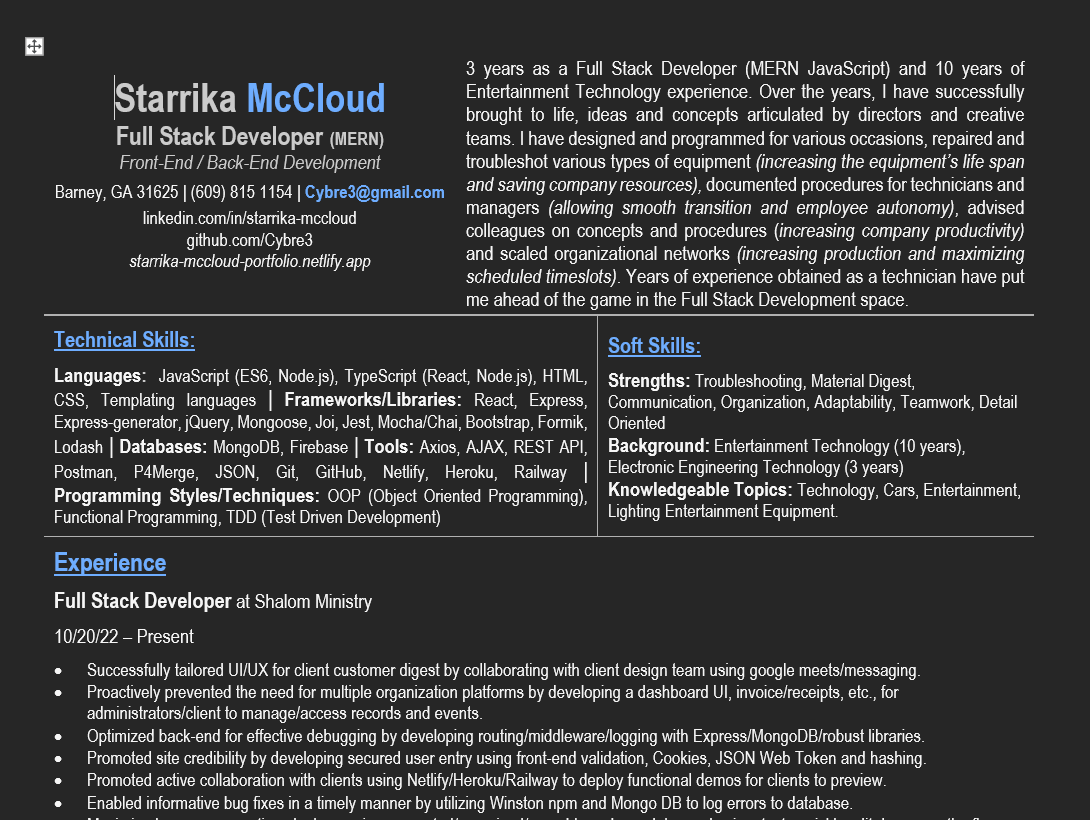 Starrika McCloud
Full Stack Developer (MERN)
Front-End / Back-End Development
Barney, GA 31625 | (609) 815 1154 | Cybre3@gmail.com
linkedin.com/in/starrika-mccloud
github.com/Cybre3
starrika-mccloud-portfolio.netlify.app
3 years as a Full Stack Developer (MERN JavaScript) and 10 years of
Entertainment Technology experience. Over the years, I have successfully
brought to life, ideas and concepts articulated by directors and creative
teams. I have designed and programmed for various occasions, repaired and
troubleshot various types of equipment (increasing the equipment's life span
and saving company resources), documented procedures for technicians and
managers (allowing smooth transition and employee autonomy), advised
colleagues on concepts and procedures (increasing company productivity)
and scaled organizational networks (increasing production and maximizing
scheduled timeslots). Years of experience obtained as a technician have put
me ahead of the game in the Full Stack Development space.
Technical Skills:
Languages: JavaScript (ES6, Node.js), TypeScript (React, Node.js), HTML,
CSS, Templating languages | Frameworks/Libraries: React, Express,
Express-generator, jQuery, Mongoose, Joi, Jest, Mocha/Chai, Bootstrap, Formik,
Lodash | Databases: MongoDB, Firebase | Tools: Axios, AJAX, REST API,
Postman, P4Merge, JSON, Git, GitHub, Netlify, Heroku, Railway |
Programming Styles/Techniques: OOP (Object Oriented Programming),
Functional Programming, TDD (Test Driven Development)
Soft Skills:
Strengths: Troubleshooting, Material Digest,
Communication, Organization, Adaptability, Teamwork, Detail
Oriented
Background: Entertainment Technology (10 years),
Electronic Engineering Technology (3 years)
Knowledgeable Topics: Technology, Cars, Entertainment,
Lighting Entertainment Equipment.
Experience
Full Stack Developer at Shalom Ministry
10/20/22 – Present
• Successfully tailored UI/UX for client customer digest by collaborating with client design team using google meets/messaging.
• Proactively prevented the need for multiple organization platforms by developing a dashboard UI, invoice/receipts, etc., for
administrators/client to manage/access records and events.
• Optimized back-end for effective debugging by developing routing/middleware/logging with Express/MongoDB/robust libraries.
• Promoted site credibility by developing secured user entry using front-end validation, Cookies, JSON Web Token and hashing.
• Promoted active collaboration with clients using Netlify/Heroku/Railway to deploy functional demos for clients to preview.
• Enabled informative bug fixes in a timely manner by utilizing Winston npm and Mongo DB to log errors to database.